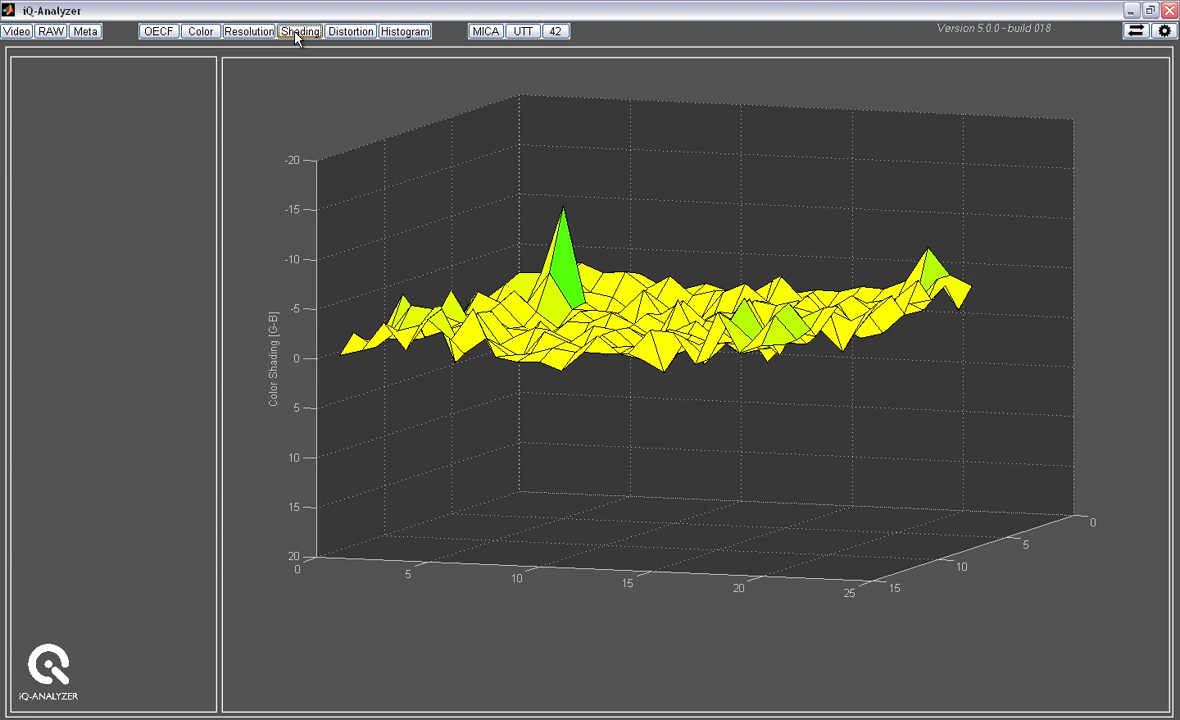 iQ-Analyzer
Video RAW Meta OECF Color Resolution Shading Distortion Histogram MICA UTT 42 Version 5.0.0 - build 018
-20
-15
-10
-5
0
5
10
15
20
Color Shading [G-B]
0 5 10 15 20 25
15 10 5 0
iQ-ANALYZER